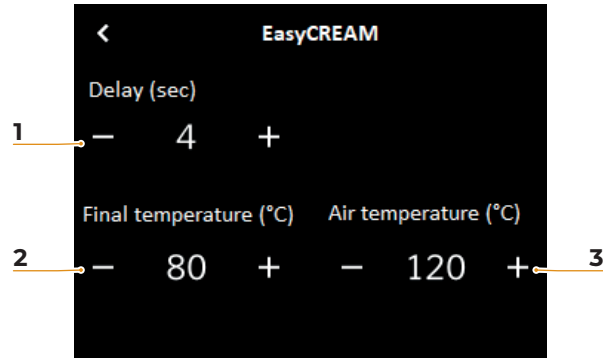 EasyCREAM
Delay (sec)
1 − 4 +
Final temperature (°C) Air temperature (°C)
2 − 80 + − 120 + 3